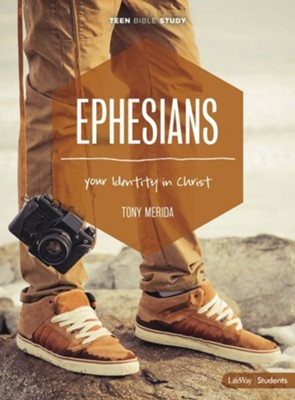 TEEN BIBLE STUDY
EPHESIANS
your Identity in Christ
TONY MERIDA
LifeWay Students